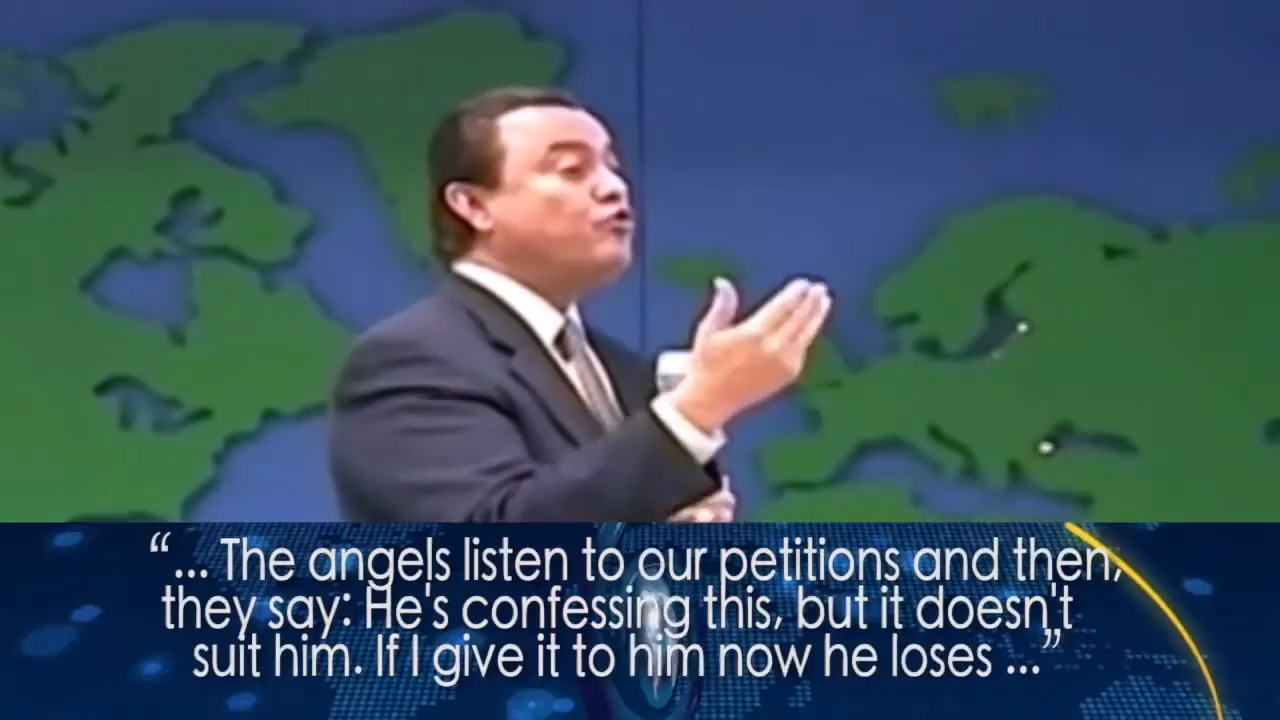 “... The angels listen to our petitions and then,
they say: He's confessing this, but it doesn't
suit him. If I give it to him now he loses ...”